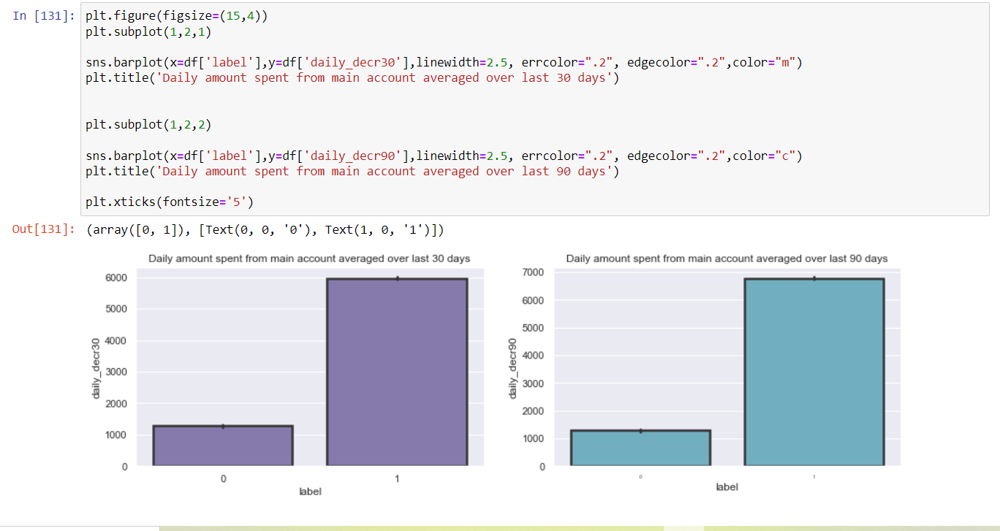 In [131]: plt.figure(figsize=(15,4))
plt.subplot(1,2,1)
sns.barplot(x=df['label'],y=df['daily_decr30'],linewidth=2.5, errcolor=".2", edgecolor=".2",color="m")
plt.title('Daily amount spent from main account averaged over last 30 days')
plt.subplot(1,2,2)
sns.barplot(x=df['label'],y=df['daily_decr90'],linewidth=2.5, errcolor=".2", edgecolor=".2",color="c")
plt.title('Daily amount spent from main account averaged over last 90 days')
plt.xticks(fontsize='5')
Out[131]: (array([0, 1]), [Text(0, 0, '0'), Text(1, 0, '1')])
Daily amount spent from main account averaged over last 30 days
6000
5000
4000
3000
2000
1000
0
daily_decr30
0 1
label
Daily amount spent from main account averaged over last 90 days
7000
6000
5000
4000
3000
2000
1000
0
daily_decr90
0 1
label